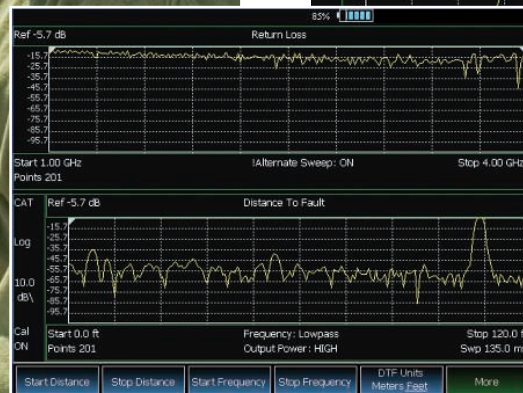 85%
Ref -5.7 dB Return Loss
-15.7
-25.7
-35.7
-45.7
-55.7
-65.7
-75.7
-85.7
-95.7
Start 1.00 GHz !Alternate Sweep: ON Stop 4.00 GHz
Points 201
CAT Ref -5.7 dB Distance To Fault
-15.7
-25.7
-35.7
Log -45.7
-55.7
-65.7
10.0 -75.7
dB\ -85.7
-95.7
Cal Start 0.0 ft Frequency: Lowpass Stop 120.0 f
ON Points 201 Output Power: HIGH Swp 135.0 m
Start Distance Stop Distance Start Frequency Stop Frequency DTF Units More
Meters Feet